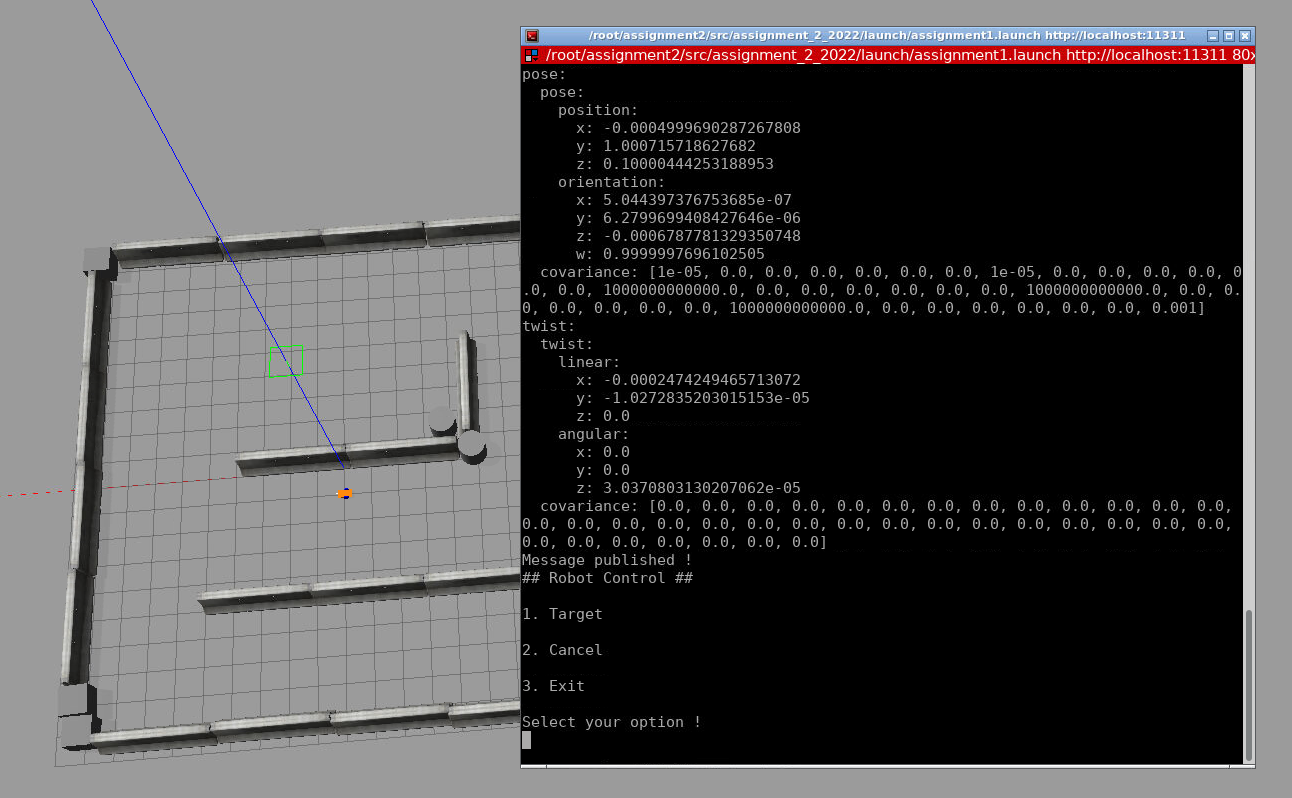 /root/assignment2/src/assignment_2_2022/launch/assignment1.launch http://localhost:11311
/root/assignment2/src/assignment_2_2022/launch/assignment1.launch http://localhost:11311 80x
pose:
pose:
position:
x: -0.0004999690287267808
y: 1.000715718627682
z: 0.10000444253188953
orientation:
x: 5.044397376753685e-07
y: 6.2799699408427646e-06
z: -0.0006787781329350748
w: 0.9999997696102505
covariance: [1e-05, 0.0, 0.0, 0.0, 0.0, 0.0, 0.0, 1e-05, 0.0, 0.0, 0.0, 0.0, 0
.0, 0.0, 1000000000000.0, 0.0, 0.0, 0.0, 0.0, 0.0, 0.0, 1000000000000.0, 0.0, 0.
0, 0.0, 0.0, 0.0, 0.0, 1000000000000.0, 0.0, 0.0, 0.0, 0.0, 0.0, 0.0, 0.001]
twist:
twist:
linear:
x: -0.0002474249465713072
y: -1.0272835203015153e-05
z: 0.0
angular:
x: 0.0
y: 0.0
z: 3.0370803130207062e-05
covariance: [0.0, 0.0, 0.0, 0.0, 0.0, 0.0, 0.0, 0.0, 0.0, 0.0, 0.0, 0.0, 0.0,
0.0, 0.0, 0.0, 0.0, 0.0, 0.0, 0.0, 0.0, 0.0, 0.0, 0.0, 0.0, 0.0, 0.0, 0.0, 0.0,
0.0, 0.0, 0.0, 0.0, 0.0, 0.0, 0.0]
Message published !
## Robot Control ##
1. Target
2. Cancel
3. Exit
Select your option !